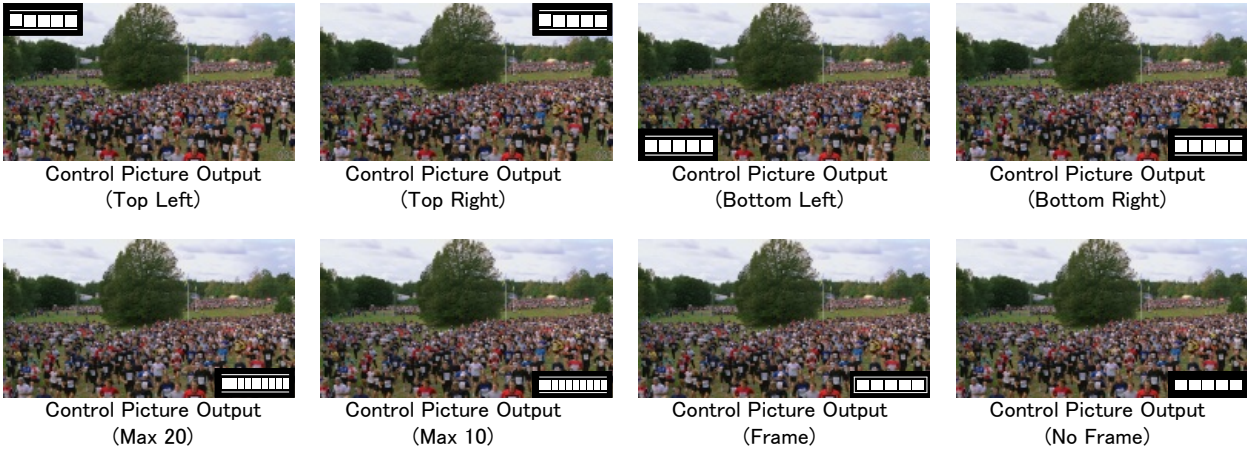 Control Picture Output
(Top Left)
Control Picture Output
(Top Right)
Control Picture Output
(Bottom Left)
Control Picture Output
(Bottom Right)
Control Picture Output
(Max 20)
Control Picture Output
(Max 10)
Control Picture Output
(Frame)
Control Picture Output
(No Frame)